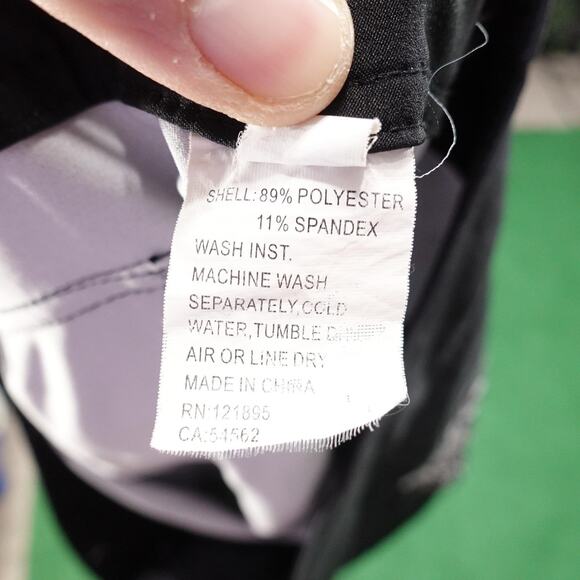 SHELL: 89% POLYESTER
11% SPANDEX
WASH INST.
MACHINE WASH
SEPARATELY, COLD
WATER, TUMBLE
AIR OR LINE DRY
MADE IN CHINA
RN:121895
CA:54562